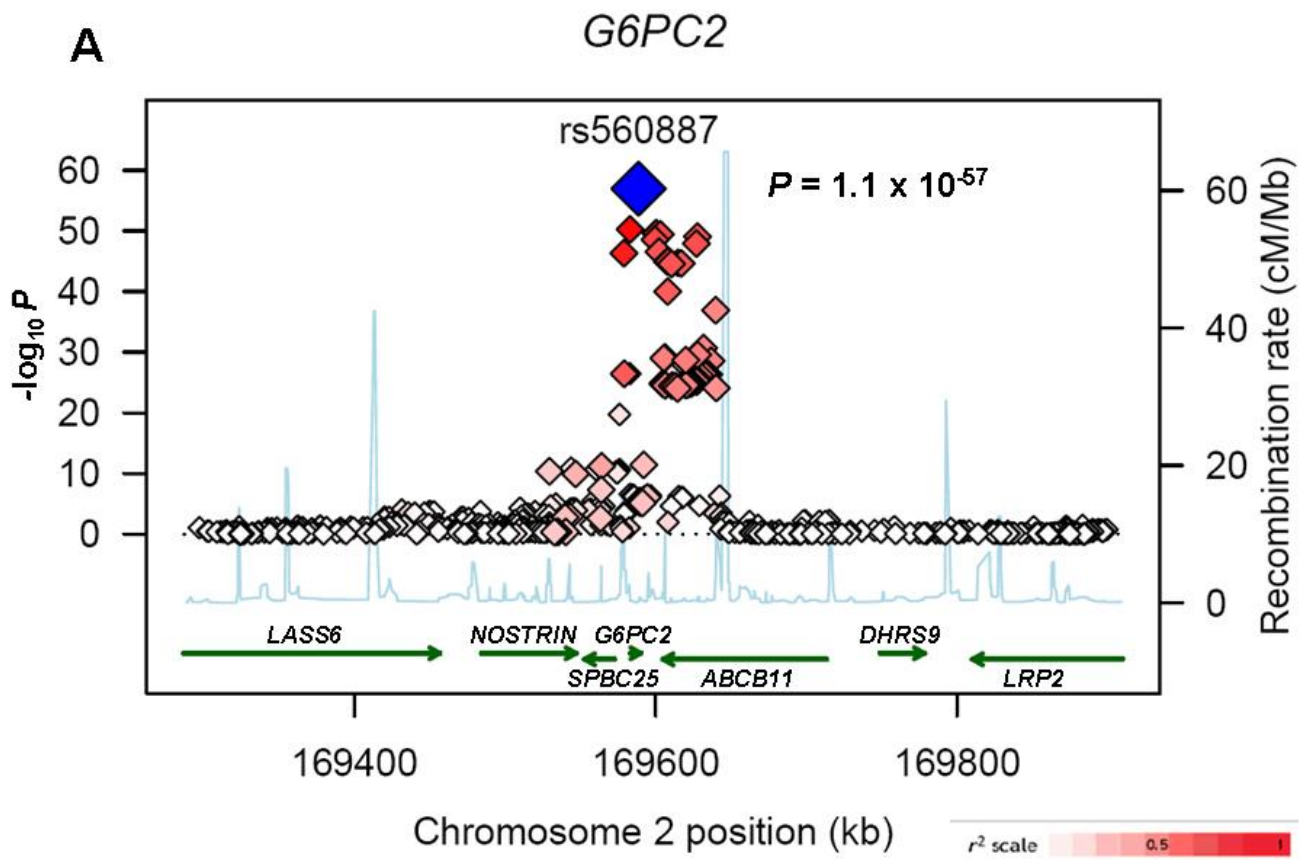 A
G6PC2
rs560887
P = 1.1 x 10-57
60
50
40
30
20
10
0
-log10 P
60
40
20
0
Recombination rate (cM/Mb)
LASS6
NOSTRIN
G6PC2
DHRS9
SPBC25
ABCB11
LRP2
169400
169600
169800
Chromosome 2 position (kb)
r2 scale
0.5
1